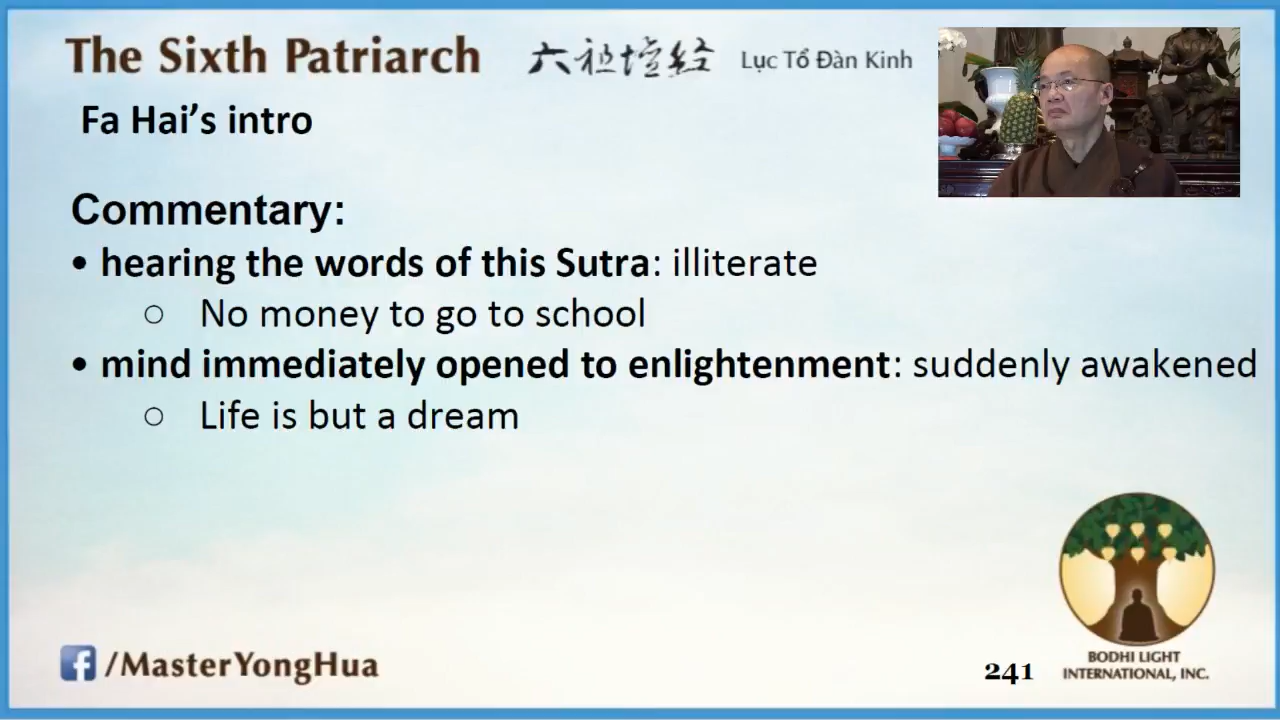 The Sixth Patriarch 六祖壇経 Lục Tổ Đàn Kinh
Fa Hai’s intro
Commentary:
• hearing the words of this Sutra: illiterate
○ No money to go to school
• mind immediately opened to enlightenment: suddenly awakened
○ Life is but a dream
/MasterYongHua
241
BODHI LIGHT
INTERNATIONAL, INC.